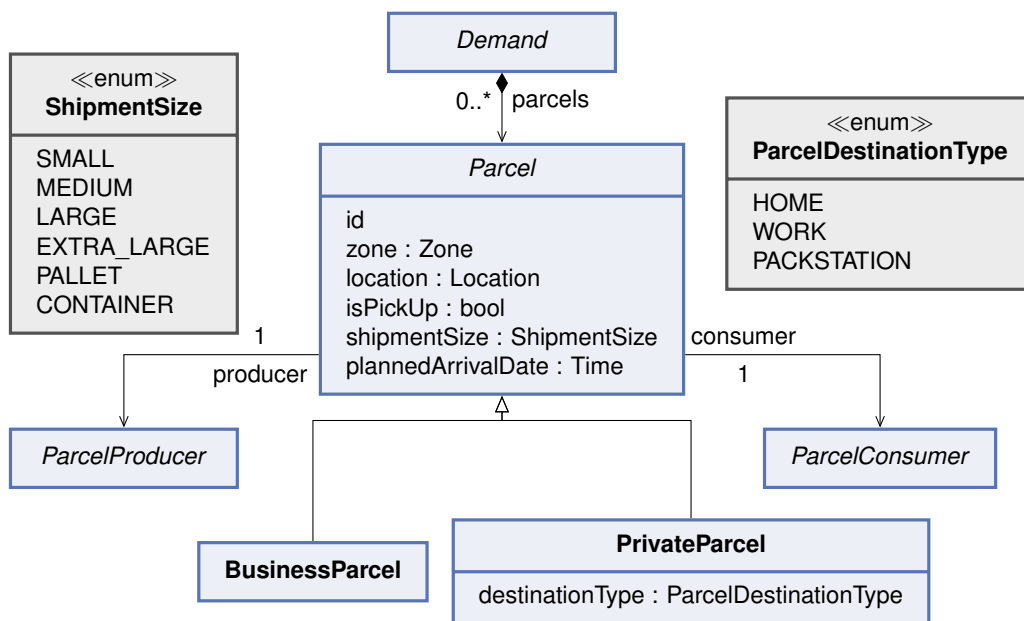 Demand
0..* parcels
≪enum≫
ShipmentSize
SMALL
MEDIUM
LARGE
EXTRA_LARGE
PALLET
CONTAINER
Parcel
id
zone : Zone
location : Location
isPickUp : bool
shipmentSize : ShipmentSize
plannedArrivalDate : Time
≪enum≫
ParcelDestinationType
HOME
WORK
PACKSTATION
1
producer
consumer
1
ParcelProducer
ParcelConsumer
BusinessParcel
PrivateParcel
destinationType : ParcelDestinationType